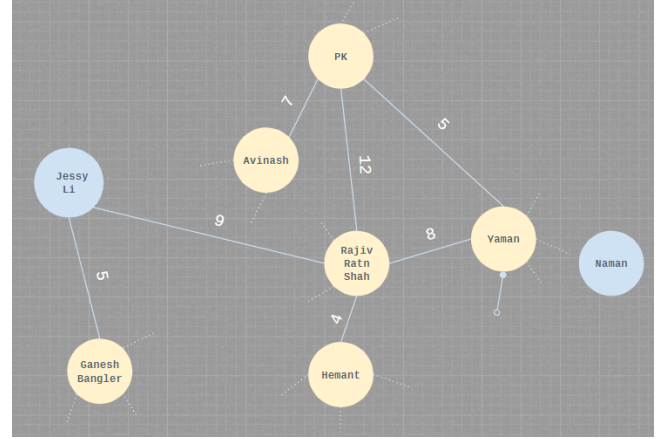 PK
7
5
12
Avinash
Jessy
Li
9
8
Rajiv
Ratn
Shah
Yaman
Naman
5
4
Ganesh
Bangler
Hemant